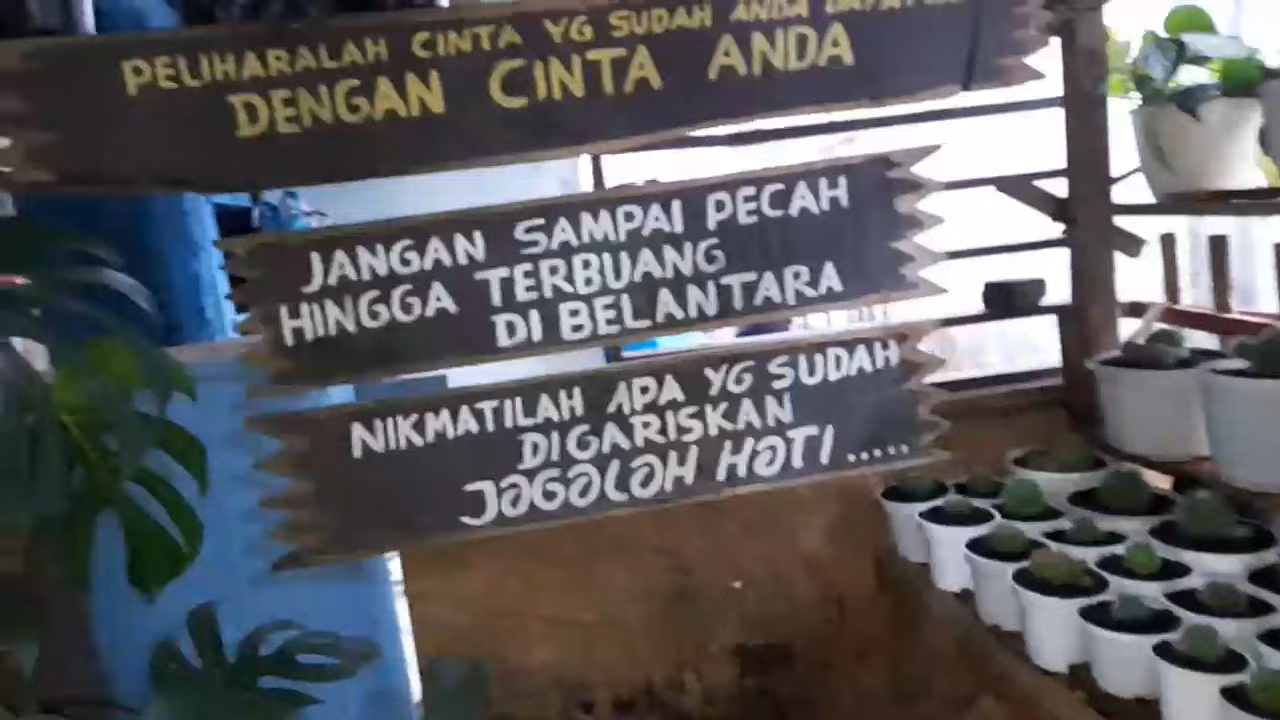 PELIHARALAH CINTA YG SUDAH ANDA
DENGAN CINTA ANDA
JANGAN SAMPAI PECAH
HINGGA TERBUANG
DI BELANTARA
NIKMATILAH APA YG SUDAH
DIGARISKAN
JAGALAH HATI .....